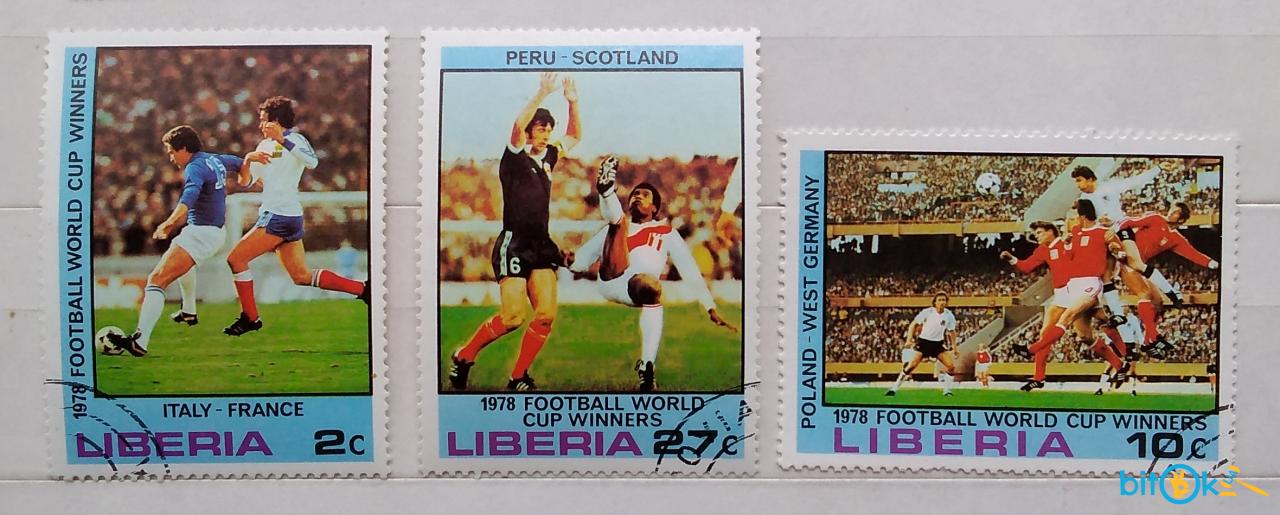 1978 FOOTBALL WORLD CUP WINNERS
ITALY - FRANCE
LIBERIA 2c
PERU - SCOTLAND
16
11
1978 FOOTBALL WORLD
CUP WINNERS
LIBERIA 27c
POLAND - WEST GERMANY
1978 FOOTBALL WORLD CUP WINNERS
LIBERIA 10c
bitok